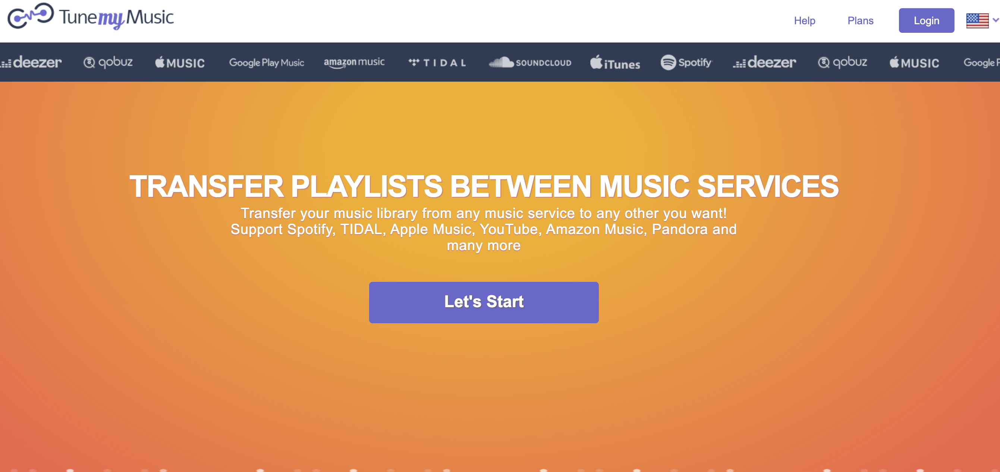 TunemyMusic
Help Plans Login
deezer qobuz MUSIC Google Play Music amazon music TIDAL SOUNDCLOUD iTunes Spotify deezer qobuz MUSIC Google P
TRANSFER PLAYLISTS BETWEEN MUSIC SERVICES
Transfer your music library from any music service to any other you want!
Support Spotify, TIDAL, Apple Music, YouTube, Amazon Music, Pandora and
many more
Let's Start